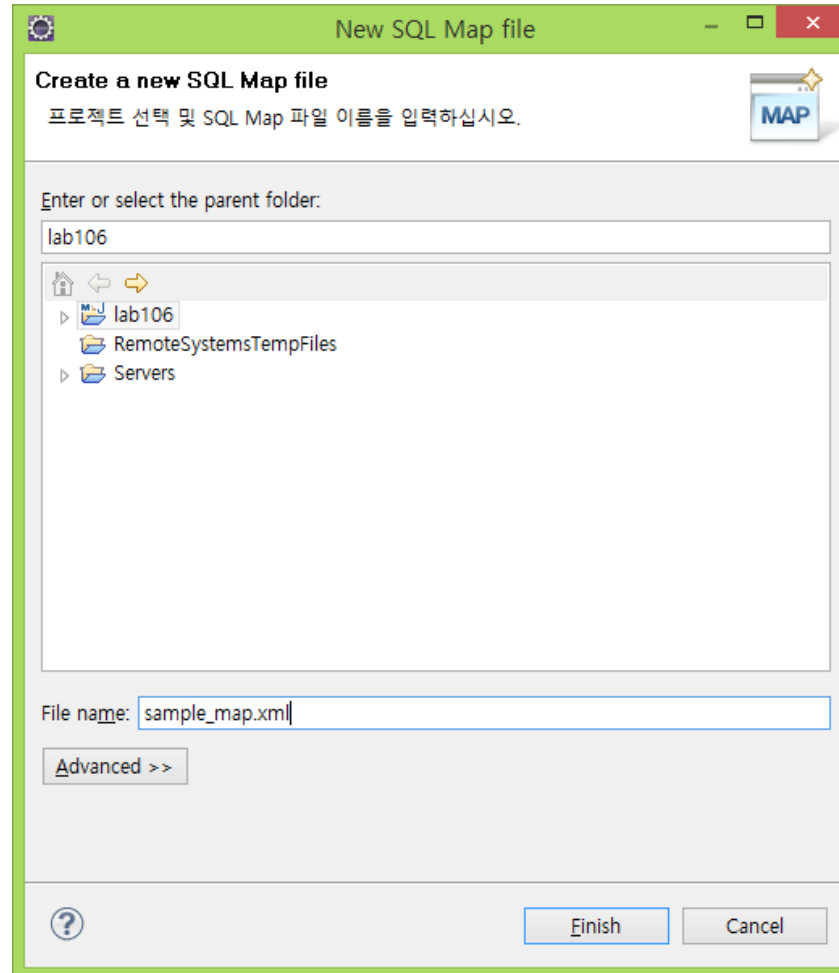 New SQL Map file
Create a new SQL Map file
프로젝트 선택 및 SQL Map 파일 이름을 입력하십시오.
MAP
Enter or select the parent folder:
lab106
lab106
RemoteSystemsTempFiles
Servers
File name: sample_map.xml
Advanced >>
Finish Cancel